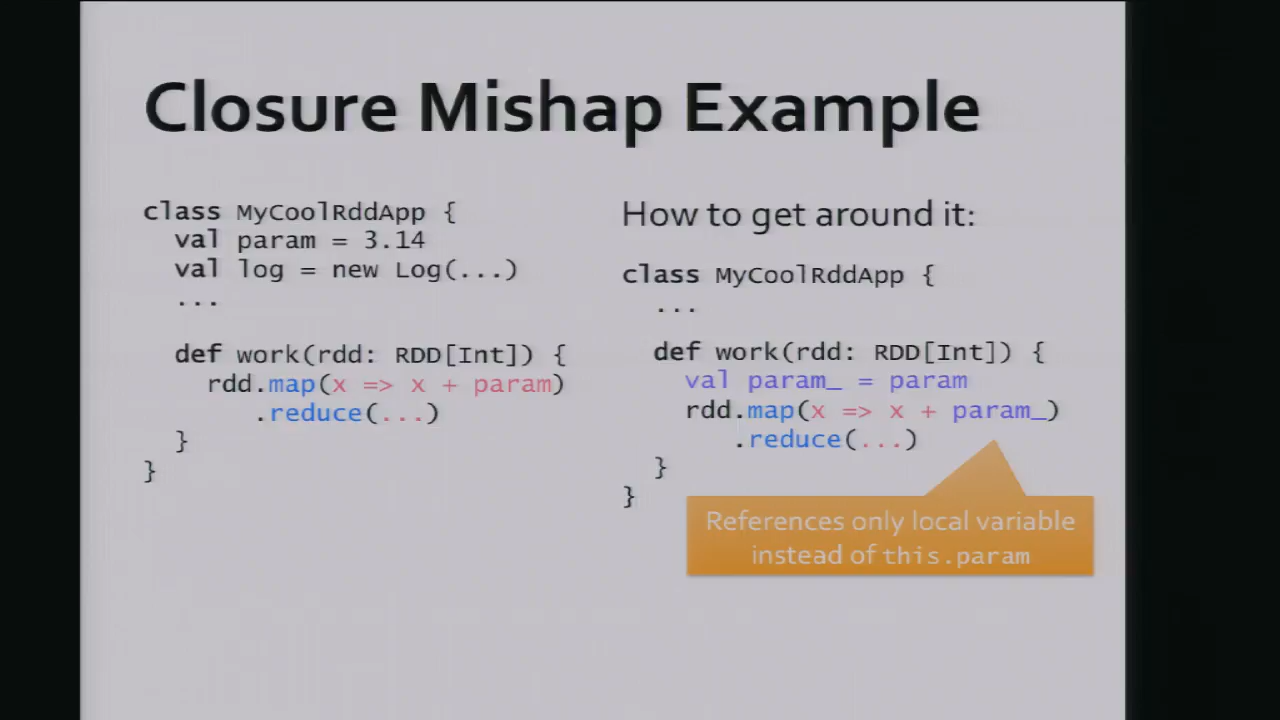 Closure Mishap Example
class MyCoolRddApp {
val param = 3.14
val log = new Log(...)
...
def work(rdd: RDD[Int]) {
rdd.map(x => x + param)
.reduce(...)
}
}
How to get around it:
class MyCoolRddApp {
...
def work(rdd: RDD[Int]) {
val param_ = param
rdd.map(x => x + param_)
.reduce(...)
}
}
References only local variable
instead of this.param